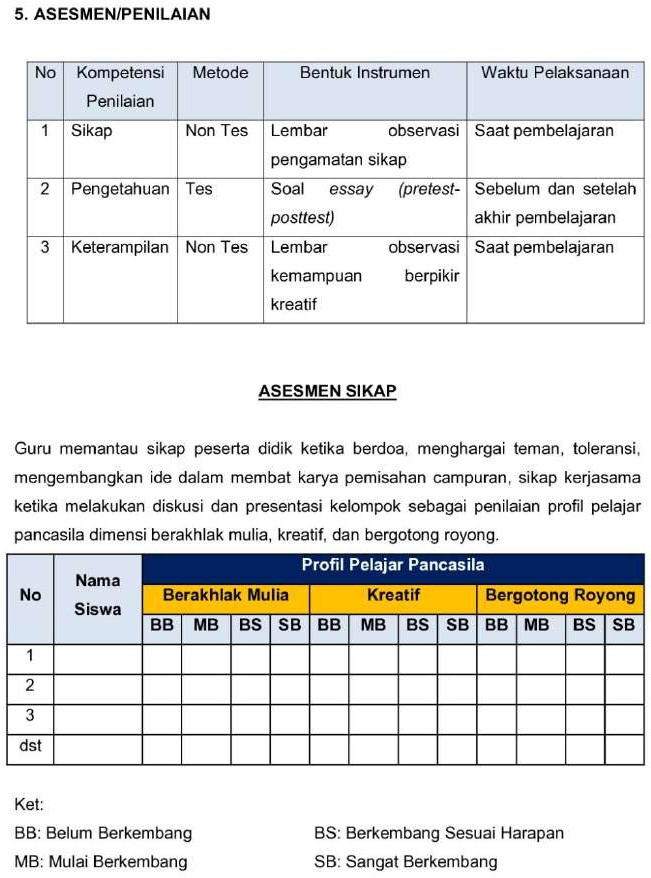 5. ASESMEN/PENILAIAN
No Kompetensi Penilaian Metode Bentuk Instrumen Waktu Pelaksanaan
1 Sikap Non Tes Lembar observasi pengamatan sikap Saat pembelajaran
2 Pengetahuan Tes Soal essay (pretest-posttest) Sebelum dan setelah akhir pembelajaran
3 Keterampilan Non Tes Lembar observasi kemampuan berpikir kreatif Saat pembelajaran
ASESMEN SIKAP
Guru memantau sikap peserta didik ketika berdoa, menghargai teman, toleransi,
mengembangkan ide dalam membat karya pemisahan campuran, sikap kerjasama
ketika melakukan diskusi dan presentasi kelompok sebagai penilaian profil pelajar
pancasila dimensi berakhlak mulia, kreatif, dan bergotong royong.
No Nama Siswa Profil Pelajar Pancasila
Berakhlak Mulia Kreatif Bergotong Royong
BB MB BS SB BB MB BS SB BB MB BS SB
1
2
3
dst
Ket:
BB: Belum Berkembang BS: Berkembang Sesuai Harapan
MB: Mulai Berkembang SB: Sangat Berkembang